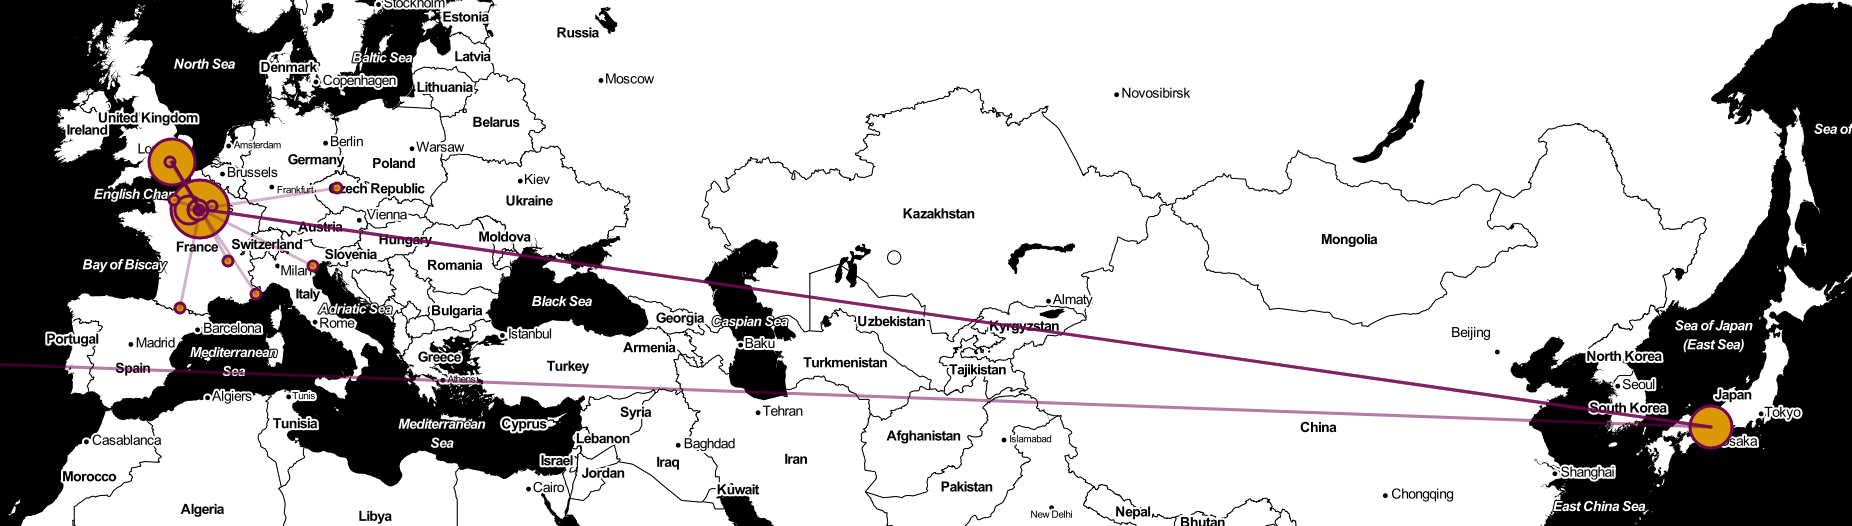 Stockholm
Estonia
Russia
Latvia
North Sea
Baltic Sea
Denmark
Copenhagen
Moscow
Lithuania
Novosibirsk
United Kingdom
Ireland
Belarus
Sea of
Amsterdam
Berlin
Warsaw
Germany
Poland
Brussels
Frankfurt
Czech Republic
Kiev
English Cha
Ukraine
Vienna
Kazakhstan
Austria
Hungary
Moldova
Mongolia
France
Switzerland
Slovenia
Bay of Biscay
Milan
Romania
Italy
Black Sea
Almaty
Adriatic Sea
Bulgaria
Georgia
Caspian Sea
Uzbekistan
Kyrgyzstan
Rome
Barcelona
Istanbul
Beijing
Sea of Japan
(East Sea)
Portugal
Madrid
Mediterranean
Sea
Armenia
Baku
Greece
Turkmenistan
North Korea
Spain
Turkey
Tajikistan
Athens
Seoul
Algiers
Tunis
Japan
Syria
Tehran
South Korea
Tokyo
Tunisia
Mediterranean
Sea
Cyprus
China
Casablanca
Lebanon
Baghdad
Afghanistan
Islamabad
saka
Israel
Iraq
Iran
Jordan
Shanghai
Morocco
Cairo
Kuwait
Pakistan
Chongqing
Algeria
Libya
New Delhi
Nepal
Bhutan
East China Sea